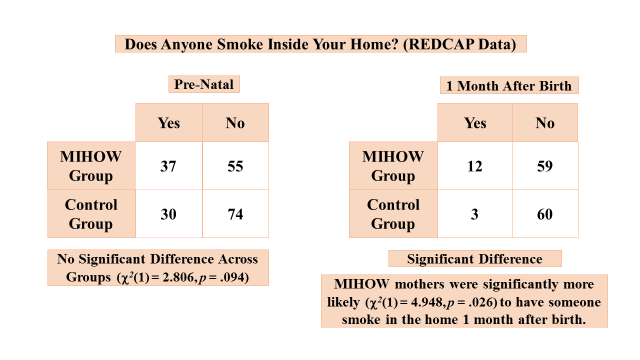 Does Anyone Smoke Inside Your Home? (REDCAP Data)
Pre-Natal
Yes No
MIHOW
Group
37 55
Control
Group
30 74
No Significant Difference Across
Groups (χ²(1) = 2.806, p = .094)
1 Month After Birth
Yes No
MIHOW
Group
12 59
Control
Group
3 60
Significant Difference
MIHOW mothers were significantly more
likely (χ²(1) = 4.948, p = .026) to have someone
smoke in the home 1 month after birth.